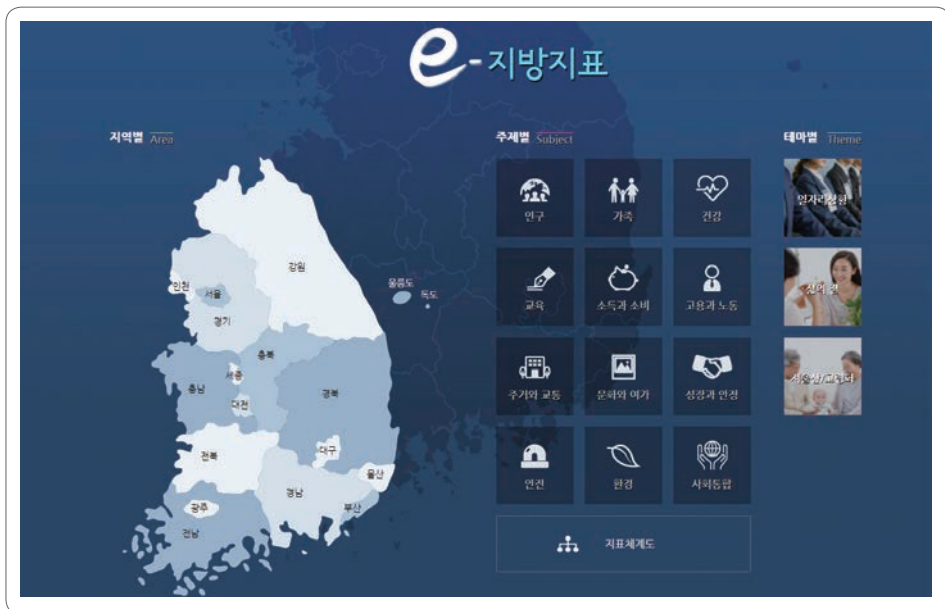 e-지방지표
지역별 Area
주제별 Subject
테마별 Theme
인구
가족
건강
일자리상황
교육
소득과 소비
고용과 노동
삶의 질
주거와 교통
문화와 여가
성장과 안정
저출산/고령화
안전
환경
사회통합
지표체계도
강원
인천
서울
경기
울릉도
독도
충북
세종
충남
대전
경북
대구
전북
울산
경남
부산
광주
전남